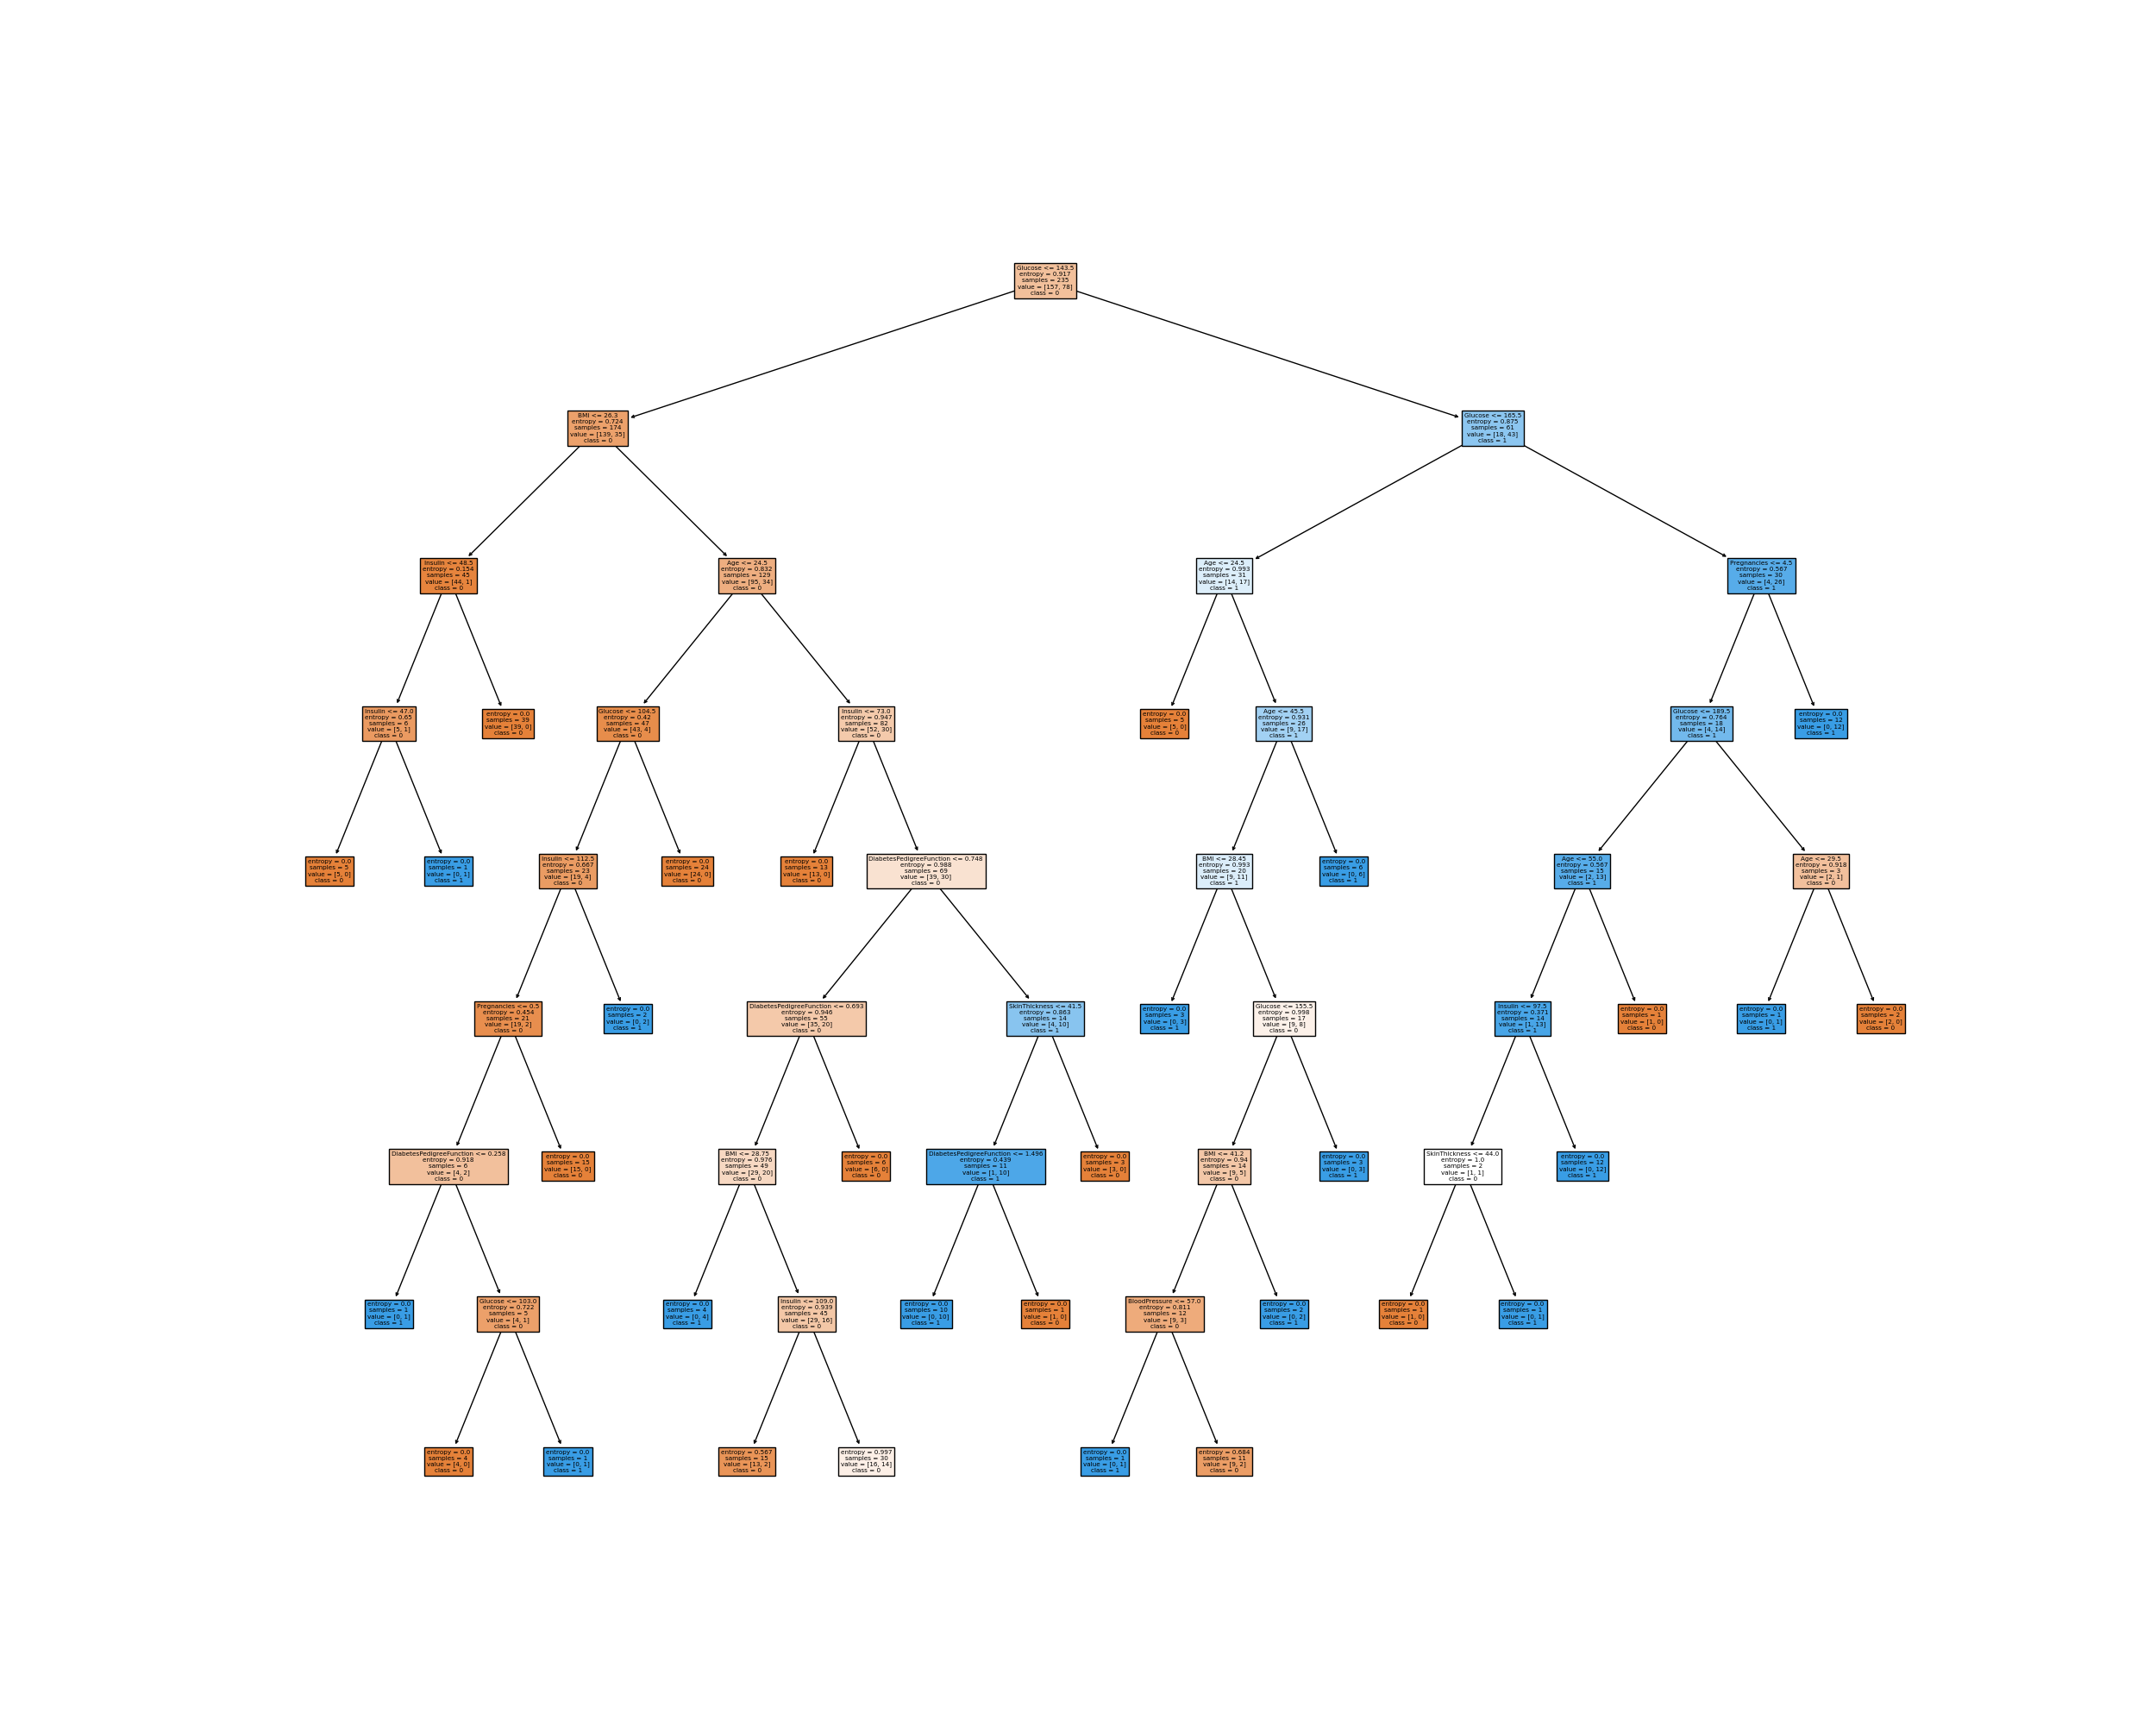 Glucose <= 143.5
entropy = 0.917
samples = 235
value = [157, 78]
class = 0
BMI <= 26.3
entropy = 0.724
samples = 174
value = [139, 35]
class = 0
Glucose <= 165.5
entropy = 0.875
samples = 61
value = [18, 43]
class = 1
Insulin <= 48.5
entropy = 0.154
samples = 45
value = [44, 1]
class = 0
Age <= 24.5
entropy = 0.832
samples = 129
value = [95, 34]
class = 0
Age <= 24.5
entropy = 0.993
samples = 31
value = [14, 17]
class = 1
Pregnancies <= 4.5
entropy = 0.567
samples = 30
value = [4, 26]
class = 1
Insulin <= 47.0
entropy = 0.65
samples = 6
value = [5, 1]
class = 0
entropy = 0.0
samples = 39
value = [39, 0]
class = 0
Glucose <= 104.5
entropy = 0.42
samples = 47
value = [43, 4]
class = 0
Insulin <= 73.0
entropy = 0.947
samples = 82
value = [52, 30]
class = 0
entropy = 0.0
samples = 5
value = [5, 0]
class = 0
Age <= 45.5
entropy = 0.931
samples = 26
value = [9, 17]
class = 1
Glucose <= 189.5
entropy = 0.764
samples = 18
value = [4, 14]
class = 1
entropy = 0.0
samples = 12
value = [0, 12]
class = 1
entropy = 0.0
samples = 5
value = [5, 0]
class = 0
entropy = 0.0
samples = 1
value = [0, 1]
class = 1
Insulin <= 112.5
entropy = 0.667
samples = 23
value = [19, 4]
class = 0
entropy = 0.0
samples = 24
value = [24, 0]
class = 0
entropy = 0.0
samples = 13
value = [13, 0]
class = 0
DiabetesPedigreeFunction <= 0.748
entropy = 0.988
samples = 69
value = [39, 30]
class = 0
BMI <= 28.45
entropy = 0.993
samples = 20
value = [9, 11]
class = 1
entropy = 0.0
samples = 6
value = [0, 6]
class = 1
Age <= 55.0
entropy = 0.567
samples = 15
value = [2, 13]
class = 1
Age <= 29.5
entropy = 0.918
samples = 3
value = [2, 1]
class = 0
Pregnancies <= 0.5
entropy = 0.454
samples = 21
value = [19, 2]
class = 0
entropy = 0.0
samples = 2
value = [0, 2]
class = 1
DiabetesPedigreeFunction <= 0.693
entropy = 0.946
samples = 55
value = [35, 20]
class = 0
SkinThickness <= 41.5
entropy = 0.863
samples = 14
value = [4, 10]
class = 1
entropy = 0.0
samples = 3
value = [0, 3]
class = 1
Glucose <= 155.5
entropy = 0.998
samples = 17
value = [9, 8]
class = 0
Insulin <= 97.5
entropy = 0.371
samples = 14
value = [1, 13]
class = 1
entropy = 0.0
samples = 1
value = [1, 0]
class = 0
entropy = 0.0
samples = 1
value = [0, 1]
class = 1
entropy = 0.0
samples = 2
value = [2, 0]
class = 0
DiabetesPedigreeFunction <= 0.258
entropy = 0.918
samples = 6
value = [4, 2]
class = 0
entropy = 0.0
samples = 15
value = [15, 0]
class = 0
BMI <= 28.75
entropy = 0.976
samples = 49
value = [29, 20]
class = 0
entropy = 0.0
samples = 6
value = [6, 0]
class = 0
DiabetesPedigreeFunction <= 1.496
entropy = 0.439
samples = 11
value = [1, 10]
class = 1
entropy = 0.0
samples = 3
value = [3, 0]
class = 0
BMI <= 41.2
entropy = 0.94
samples = 14
value = [9, 5]
class = 0
entropy = 0.0
samples = 3
value = [0, 3]
class = 1
SkinThickness <= 44.0
entropy = 1.0
samples = 2
value = [1, 1]
class = 0
entropy = 0.0
samples = 12
value = [0, 12]
class = 1
entropy = 0.0
samples = 1
value = [0, 1]
class = 1
Glucose <= 103.0
entropy = 0.722
samples = 5
value = [4, 1]
class = 0
entropy = 0.0
samples = 4
value = [0, 4]
class = 1
Insulin <= 109.0
entropy = 0.939
samples = 45
value = [29, 16]
class = 0
entropy = 0.0
samples = 10
value = [0, 10]
class = 1
entropy = 0.0
samples = 1
value = [1, 0]
class = 0
BloodPressure <= 57.0
entropy = 0.811
samples = 12
value = [9, 3]
class = 0
entropy = 0.0
samples = 2
value = [0, 2]
class = 1
entropy = 0.0
samples = 1
value = [1, 0]
class = 0
entropy = 0.0
samples = 1
value = [0, 1]
class = 1
entropy = 0.0
samples = 4
value = [4, 0]
class = 0
entropy = 0.0
samples = 1
value = [0, 1]
class = 1
entropy = 0.567
samples = 15
value = [13, 2]
class = 0
entropy = 0.997
samples = 30
value = [16, 14]
class = 0
entropy = 0.0
samples = 1
value = [0, 1]
class = 1
entropy = 0.684
samples = 11
value = [9, 2]
class = 0